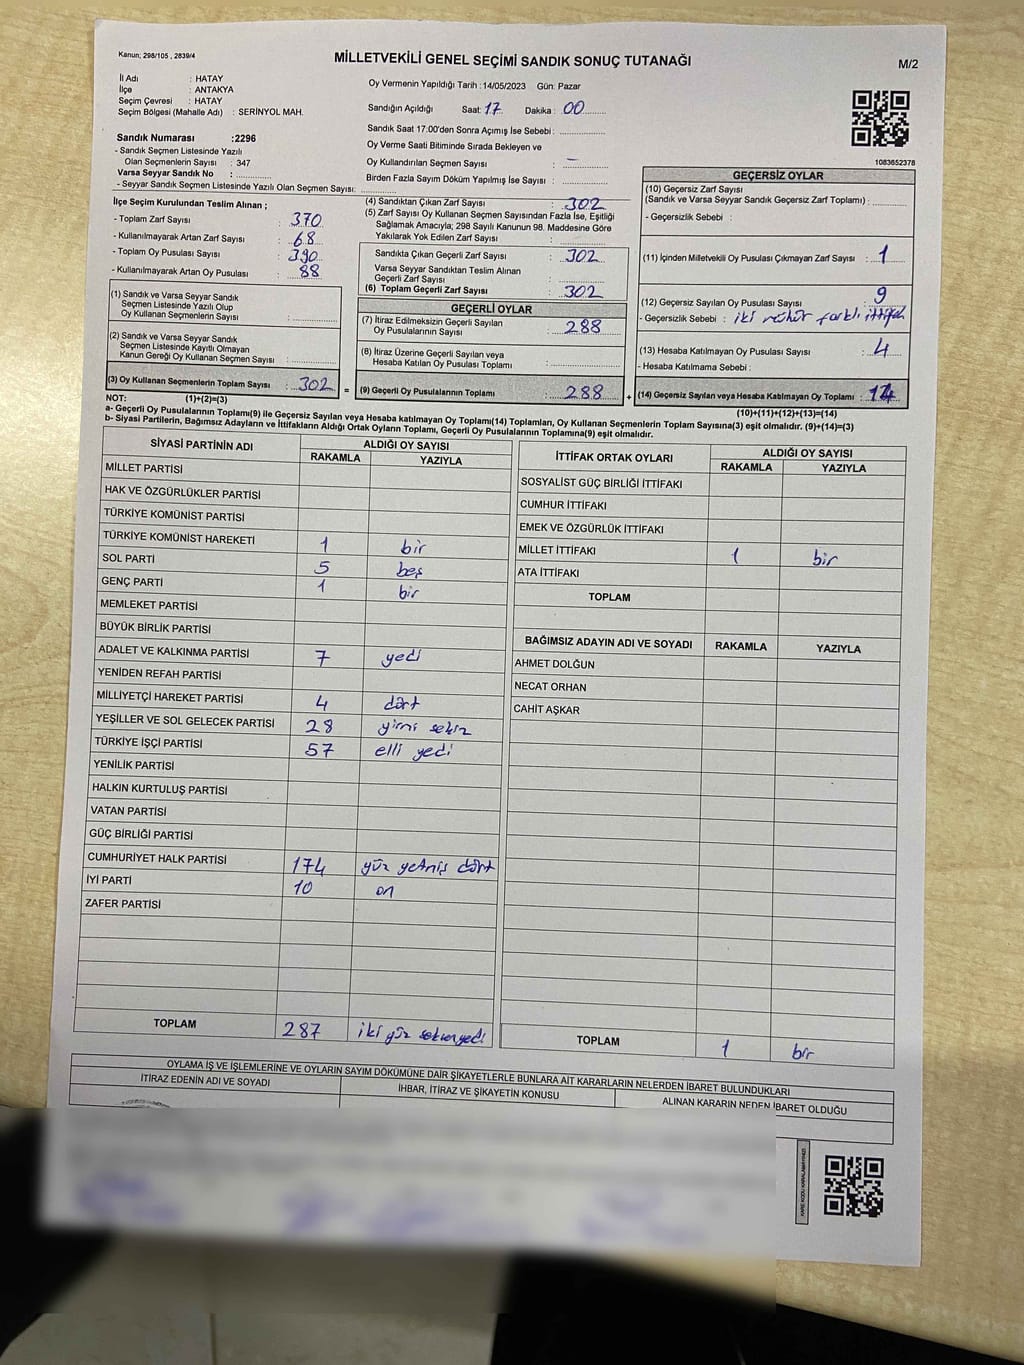 Kanun; 298/105 , 2839/4
MİLLETVEKİLİ GENEL SEÇİMİ SANDIK SONUÇ TUTANAĞI
M/2
İl Adı : HATAY
İlçe : ANTAKYA
Seçim Çevresi : HATAY
Seçim Bölgesi (Mahalle Adı) : SERİNYOL MAH.
Sandık Numarası :2296
- Sandık Seçmen Listesinde Yazılı
Olan Seçmenlerin Sayısı : 347
Varsa Seyyar Sandık No :
- Seyyar Sandık Seçmen Listesinde Yazılı Olan Seçmen Sayısı:
Oy Vermenin Yapıldığı Tarih :14/05/2023 Gün: Pazar
Sandığın Açıldığı Saat: 17 Dakika : 00
Sandık Saat 17:00'den Sonra Açımış İse Sebebi :
Oy Verme Saati Bitiminde Sırada Bekleyen ve
Oy Kullandırılan Seçmen Sayısı : –
Birden Fazla Sayım Döküm Yapılmış İse Sayısı :
1083652378
İlçe Seçim Kurulundan Teslim Alınan ;
- Toplam Zarf Sayısı : 370
- Kullanılmayarak Artan Zarf Sayısı : 68
- Toplam Oy Pusulası Sayısı : 390
- Kullanılmayarak Artan Oy Pusulası : 88
(1) Sandık ve Varsa Seyyar Sandık
Seçmen Listesinde Yazılı Olup
Oy Kullanan Seçmenlerin Sayısı :
(2) Sandık ve Varsa Seyyar Sandık
Seçmen Listesinde Kayıtlı Olmayan
Kanun Gereği Oy Kullanan Seçmen Sayısı :
(3) Oy Kullanan Seçmenlerin Toplam Sayısı : 302 =
(4) Sandıktan Çıkan Zarf Sayısı : 302
(5) Zarf Sayısı Oy Kullanan Seçmen Sayısından Fazla İse, Eşitliği
Sağlamak Amacıyla; 298 Sayılı Kanunun 98. Maddesine Göre
Yakılarak Yok Edilen Zarf Sayısı :
Sandıkta Çıkan Geçerli Zarf Sayısı : 302
Varsa Seyyar Sandıktan Teslim Alınan
Geçerli Zarf Sayısı :
(6) Toplam Geçerli Zarf Sayısı : 302
GEÇERLİ OYLAR
(7) İtiraz Edilmeksizin Geçerli Sayılan
Oy Pusulalarının Sayısı : 288
(8) İtiraz Üzerine Geçerli Sayılan veya
Hesaba Katılan Oy Pusulası Toplamı :
(9) Geçerli Oy Pusulalarının Toplamı : 288 +
GEÇERSİZ OYLAR
(10) Geçersiz Zarf Sayısı
(Sandık ve Varsa Seyyar Sandık Geçersiz Zarf Toplamı) :
- Geçersizlik Sebebi :
(11) İçinden Milletvekili Oy Pusulası Çıkmayan Zarf Sayısı : 1
(12) Geçersiz Sayılan Oy Pusulası Sayısı : 9
- Geçersizlik Sebebi : iki mühür farklı ittifak
(13) Hesaba Katılmayan Oy Pusulası Sayısı : 4
- Hesaba Katılmama Sebebi :
(14) Geçersiz Sayılan veya Hesaba Katılmayan Oy Toplamı : 14
NOT: (1)+(2)=(3)
(10)+(11)+(12)+(13)=(14)
a- Geçerli Oy Pusulalarının Toplamı(9) ile Geçersiz Sayılan veya Hesaba katılmayan Oy Toplamı(14) Toplamları, Oy Kullanan Seçmenlerin Toplam Sayısına(3) eşit olmalıdır. (9)+(14)=(3)
b- Siyasi Partilerin, Bağımsız Adayların ve İttifakların Aldığı Ortak Oyların Toplamı, Geçerli Oy Pusulalarının Toplamına(9) eşit olmalıdır.
SİYASİ PARTİNİN ADI ALDIĞI OY SAYISI
RAKAMLA YAZIYLA
MİLLET PARTİSİ
HAK VE ÖZGÜRLÜKLER PARTİSİ
TÜRKİYE KOMÜNİST PARTİSİ
TÜRKİYE KOMÜNİST HAREKETİ 1 bir
SOL PARTİ 5 beş
GENÇ PARTİ 1 bir
MEMLEKET PARTİSİ
BÜYÜK BİRLİK PARTİSİ
ADALET VE KALKINMA PARTİSİ 7 yedi
YENİDEN REFAH PARTİSİ
MİLLİYETÇİ HAREKET PARTİSİ 4 dört
YEŞİLLER VE SOL GELECEK PARTİSİ 28 yirmi sekiz
TÜRKİYE İŞÇİ PARTİSİ 57 elli yedi
YENİLİK PARTİSİ
HALKIN KURTULUŞ PARTİSİ
VATAN PARTİSİ
GÜÇ BİRLİĞİ PARTİSİ
CUMHURİYET HALK PARTİSİ 174 yüz yetmiş dört
İYİ PARTİ 10 on
ZAFER PARTİSİ
TOPLAM 287 iki yüz seksenyedi
İTTİFAK ORTAK OYLARI ALDIĞI OY SAYISI
RAKAMLA YAZIYLA
SOSYALİST GÜÇ BİRLİĞİ İTTİFAKI
CUMHUR İTTİFAKI
EMEK VE ÖZGÜRLÜK İTTİFAKI
MİLLET İTTİFAKI 1 bir
ATA İTTİFAKI
TOPLAM
BAĞIMSIZ ADAYIN ADI VE SOYADI RAKAMLA YAZIYLA
AHMET DOLĞUN
NECAT ORHAN
CAHİT AŞKAR
TOPLAM 1 bir
OYLAMA İŞ VE İŞLEMLERİNE VE OYLARIN SAYIM DÖKÜMÜNE DAİR ŞİKAYETLERLE BUNLARA AİT KARARLARIN NELERDEN İBARET BULUNDUKLARI
İTİRAZ EDENİN ADI VE SOYADI İHBAR, İTİRAZ VE ŞİKAYETİN KONUSU ALINAN KARARIN NEDEN İBARET OLDUĞU